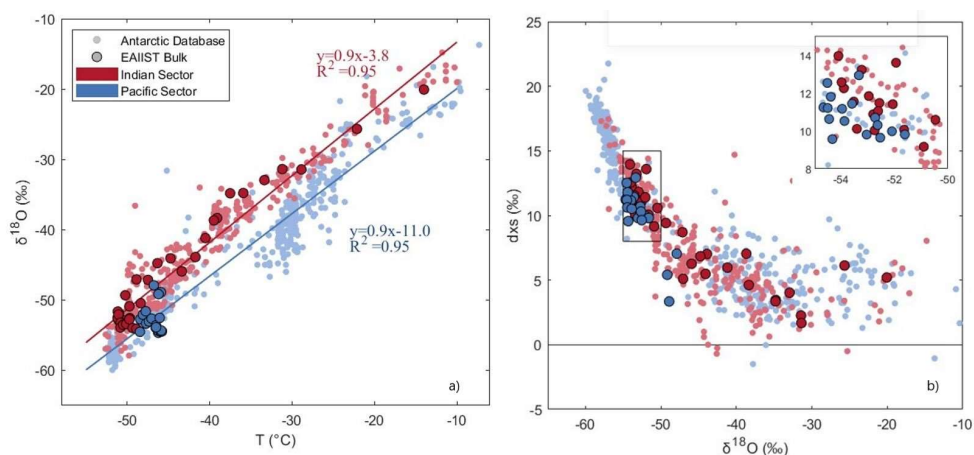 -10
-20
-30
-40
-50
-60
δ¹⁸O (‰)
Antarctic Database
EAIIST Bulk
Indian Sector
Pacific Sector
y=0.9x-3.8
R² =0.95
y=0.9x-11.0
R² =0.95
a)
-50 -40 -30 -20 -10
T (°C)
25
20
15
10
5
0
-5
dxs (‰)
14
12
10
8
-54 -53 -52 -51 -50
b)
-60 -50 -40 -30 -20 -10
δ¹⁸O (‰)